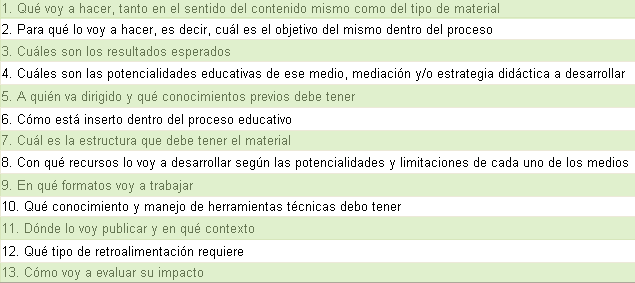 1. Qué voy a hacer, tanto en el sentido del contenido mismo como del tipo de material
2. Para qué lo voy a hacer, es decir, cuál es el objetivo del mismo dentro del proceso
3. Cuáles son los resultados esperados
4. Cuáles son las potencialidades educativas de ese medio, mediación y/o estrategia didáctica a desarrollar
5. A quién va dirigido y qué conocimientos previos debe tener
6. Cómo está inserto dentro del proceso educativo
7. Cuál es la estructura que debe tener el material
8. Con qué recursos lo voy a desarrollar según las potencialidades y limitaciones de cada uno de los medios
9. En qué formatos voy a trabajar
10. Qué conocimiento y manejo de herramientas técnicas debo tener
11. Dónde lo voy publicar y en qué contexto
12. Qué tipo de retroalimentación requiere
13. Cómo voy a evaluar su impacto